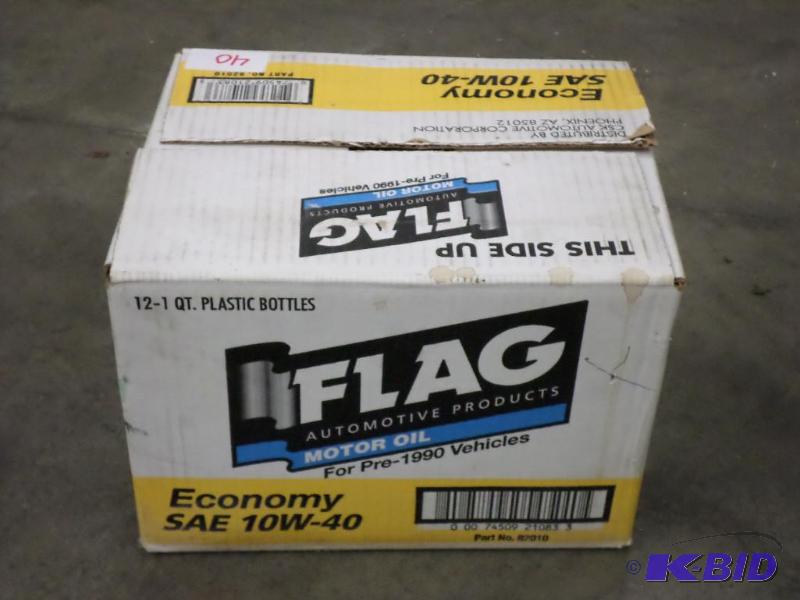 40
PART NO. 82010
Economy
SAE 10W-40
DISTRIBUTED BY
CSK AUTOMOTIVE CORPORATION
PHOENIX, AZ 85012
FLAG
AUTOMOTIVE PRODUCTS
MOTOR OIL
For Pre-1990 Vehicles
THIS SIDE UP
12-1 QT. PLASTIC BOTTLES
FLAG
AUTOMOTIVE PRODUCTS
MOTOR OIL
For Pre-1990 Vehicles
Economy
SAE 10W-40
0 00 74509 21083 3
Part No. 82010
© K-BID